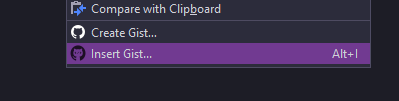 Compare with Clipboard
Create Gist...
Insert Gist... Alt+I